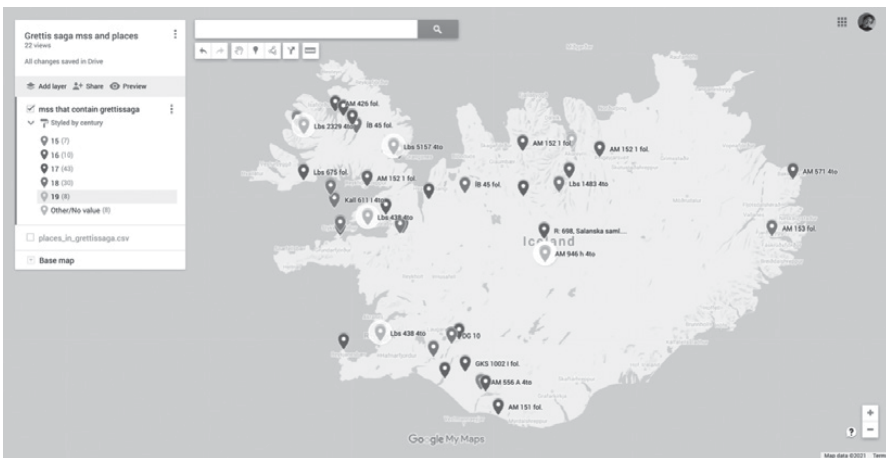 Grettis saga mss and places
22 views
All changes saved in Drive
Add layer Share Preview
mss that contain grettissaga
Styled by century
15 (7)
16 (10)
17 (43)
18 (30)
19 (8)
Other/No value (8)
places_in_grettissaga.csv
Base map
AM 426 fol.
Lbs 2329 4to
ÍB 45 fol.
Lbs 5157 4to
AM 152 1 fol.
AM 152 1 fol.
Lbs 675 fol.
AM 152 1 fol.
ÍB 45 fol.
Lbs 1483 4to
AM 571 4to
Kall 611 i 4to
Lbs 438 4to
R: 698, Salanska saml....
AM 153 fol.
Iceland
AM 946 h 4to
Lbs 438 4to
DG 10
GKS 1002 I fol.
AM 556 A 4to
AM 151 fol.
Google My Maps
?
+
−
Map data ©2021 Term